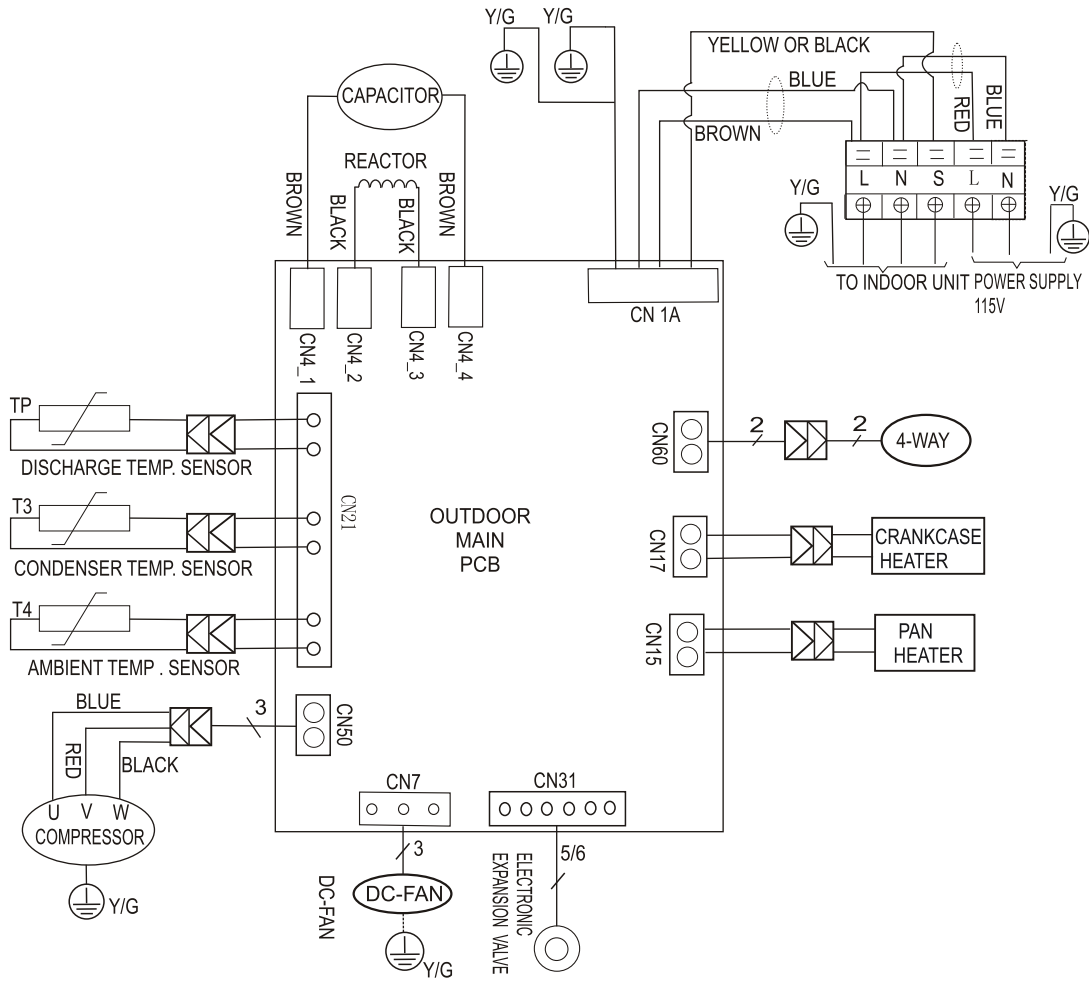 Y/G
Y/G
YELLOW OR BLACK
BLUE
BROWN
RED
BLUE
CAPACITOR
REACTOR
BROWN
BLACK
BLACK
BROWN
L N S L N
Y/G
Y/G
TO INDOOR UNIT
POWER SUPPLY
115V
CN 1A
CN4_1
CN4_2
CN4_3
CN4_4
TP
DISCHARGE TEMP. SENSOR
T3
CONDENSER TEMP. SENSOR
T4
AMBIENT TEMP . SENSOR
CN21
OUTDOOR
MAIN
PCB
CN60
2
2
4-WAY
CN17
CRANKCASE
HEATER
CN15
PAN
HEATER
BLUE
RED
BLACK
3
CN50
U V W
COMPRESSOR
Y/G
CN7
3
DC-FAN
DC-FAN
Y/G
CN31
5/6
ELECTRONIC
EXPANSION VALVE